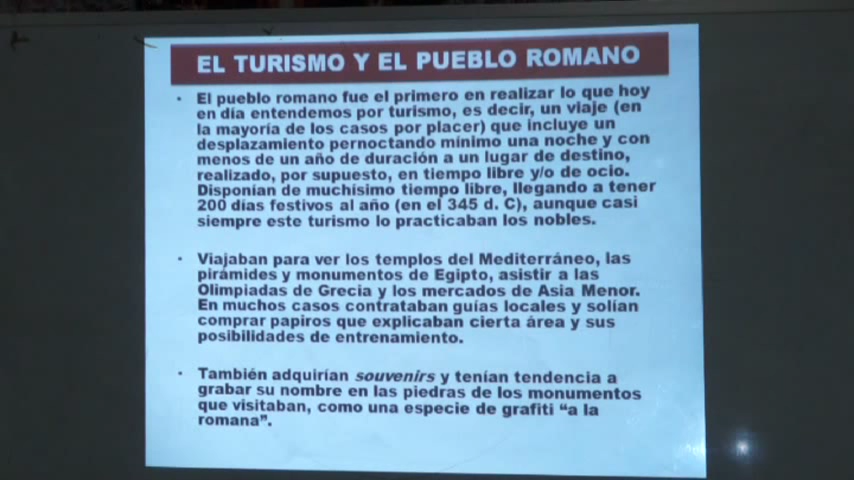 EL TURISMO Y EL PUEBLO ROMANO
• El pueblo romano fue el primero en realizar lo que hoy
en día entendemos por turismo, es decir, un viaje (en
la mayoría de los casos por placer) que incluye un
desplazamiento pernoctando mínimo una noche y con
menos de un año de duración a un lugar de destino,
realizado, por supuesto, en tiempo libre y/o de ocio.
Disponían de muchísimo tiempo libre, llegando a tener
200 días festivos al año (en el 345 d. C), aunque casi
siempre este turismo lo practicaban los nobles.
• Viajaban para ver los templos del Mediterráneo, las
pirámides y monumentos de Egipto, asistir a las
Olimpiadas de Grecia y los mercados de Asia Menor.
En muchos casos contrataban guías locales y solían
comprar papiros que explicaban cierta área y sus
posibilidades de entrenamiento.
• También adquirían souvenirs y tenían tendencia a
grabar su nombre en las piedras de los monumentos
que visitaban, como una especie de grafiti “a la
romana”.